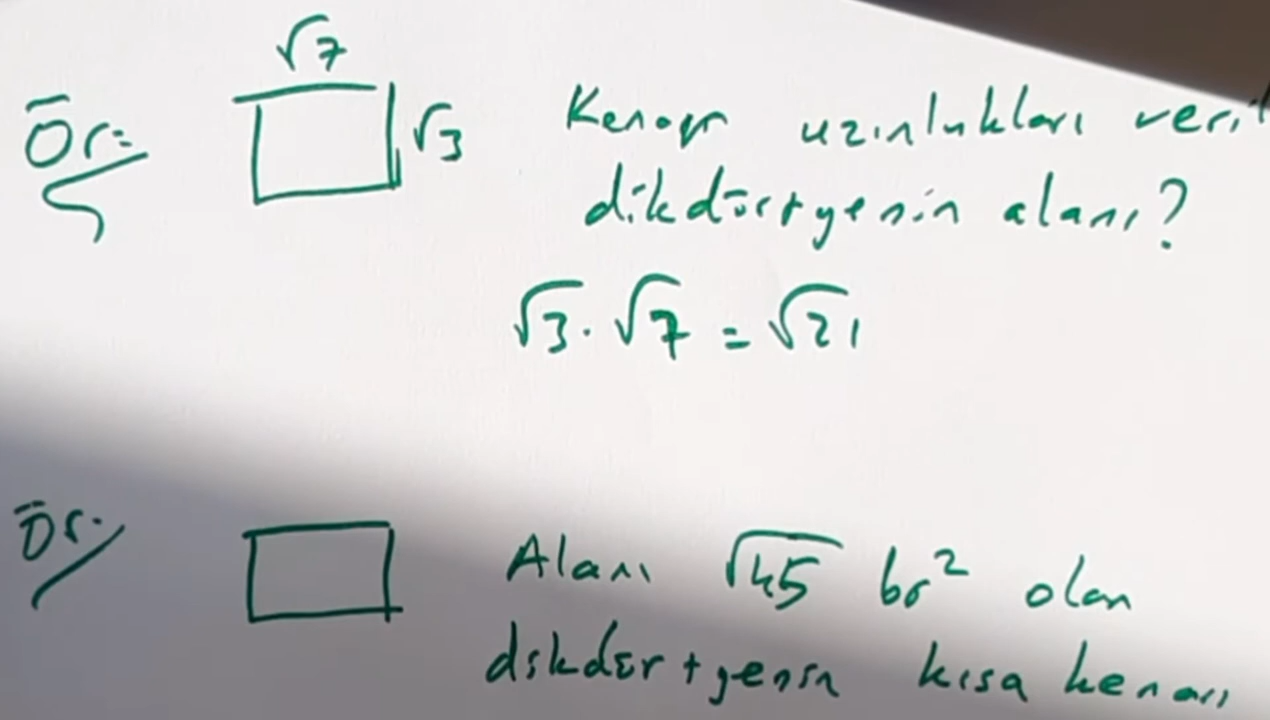 √7
Ör: √3 Kenar uzunlukları veril
dikdörtgenin alanı?
√3 . √7 = √21
Ör: Alanı √45 br² olan
dikdörtgenin kısa kenarı